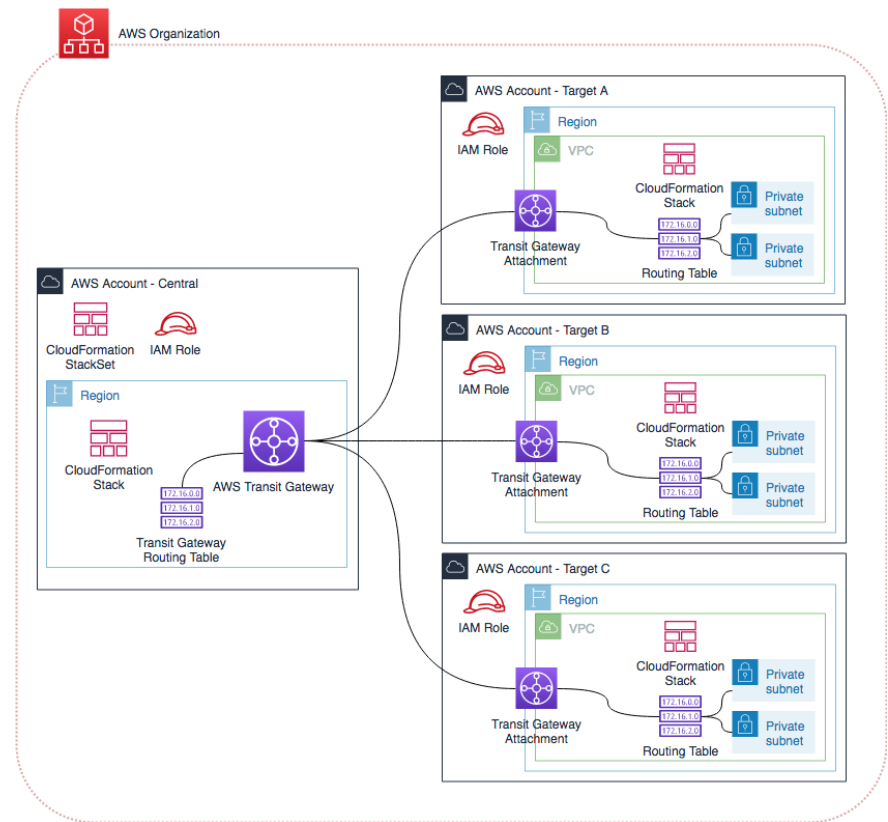 AWS Organization
AWS Account - Central
CloudFormation
StackSet
IAM Role
Region
CloudFormation
Stack
AWS Transit Gateway
172.16.0.0
172.16.1.0
172.16.2.0
Transit Gateway
Routing Table
AWS Account - Target A
IAM Role
Region
VPC
CloudFormation
Stack
Transit Gateway
Attachment
172.16.0.0
172.16.1.0
172.16.2.0
Routing Table
Private
subnet
Private
subnet
AWS Account - Target B
IAM Role
Region
VPC
CloudFormation
Stack
Transit Gateway
Attachment
172.16.0.0
172.16.1.0
172.16.2.0
Routing Table
Private
subnet
Private
subnet
AWS Account - Target C
IAM Role
Region
VPC
CloudFormation
Stack
Transit Gateway
Attachment
172.16.0.0
172.16.1.0
172.16.2.0
Routing Table
Private
subnet
Private
subnet